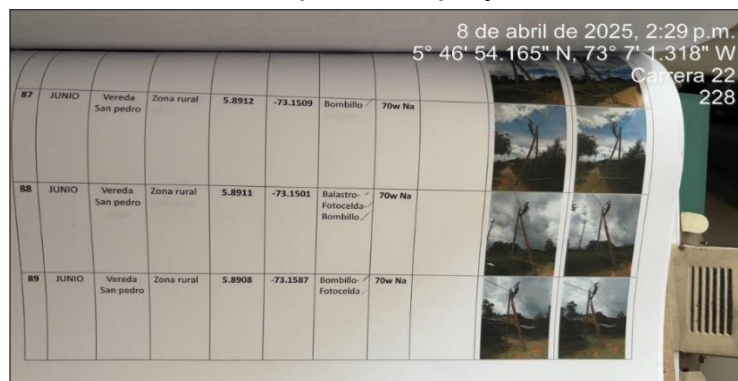 8 de abril de 2025, 2:29 p.m.
5° 46' 54.165" N, 73° 7' 1.318" W
Carrera 22
228
87 JUNIO Vereda San pedro Zona rural 5.8912 -73.1509 Bombillo 70w Na
88 JUNIO Vereda San pedro Zona rural 5.8911 -73.1501 Balastro- Fotocelda- Bombillo 70w Na
89 JUNIO Vereda San pedro Zona rural 5.8908 -73.1587 Bombillo- Fotocelda 70w Na